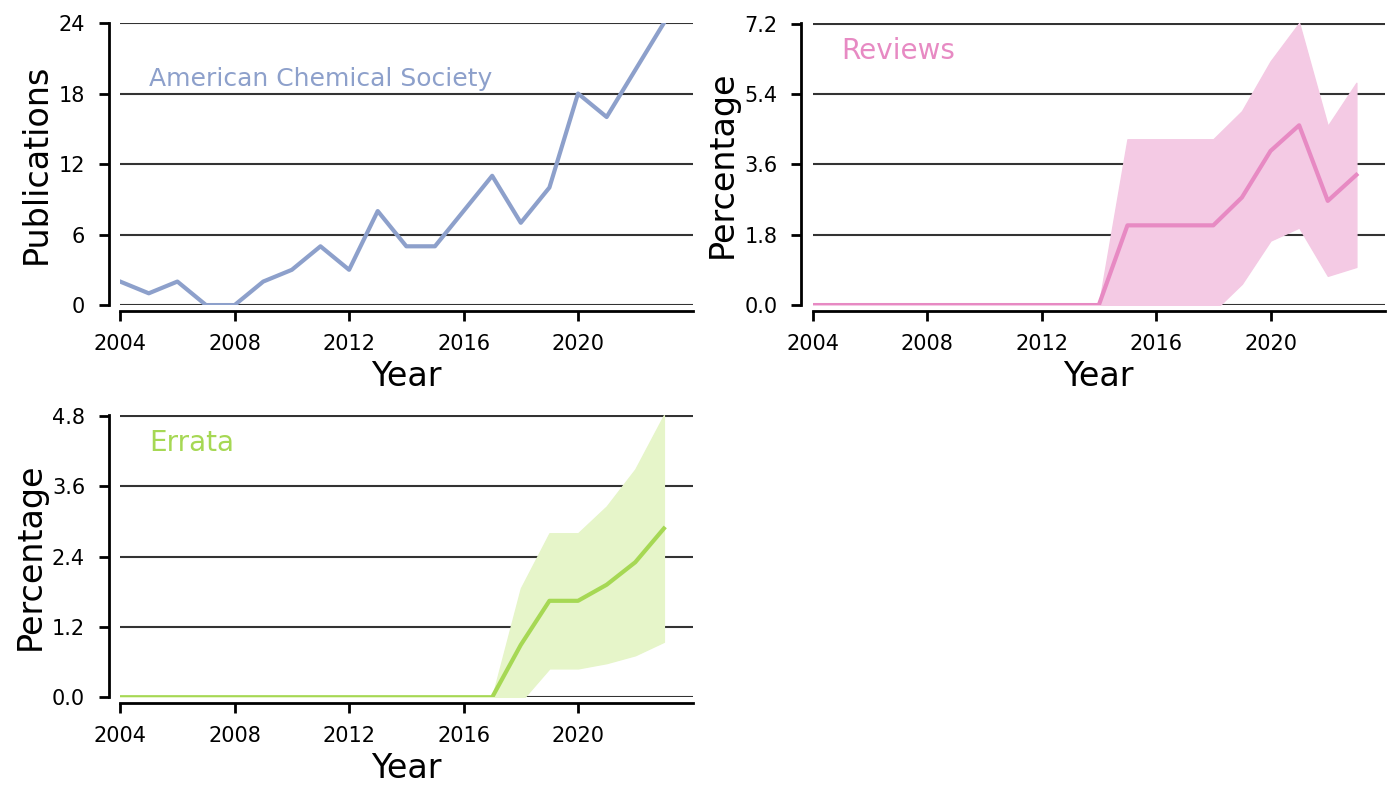 24
18
12
6
0
Publications
American Chemical Society
2004 2008 2012 2016 2020
Year
7.2
5.4
3.6
1.8
0.0
Percentage
Reviews
2004 2008 2012 2016 2020
Year
4.8
3.6
2.4
1.2
0.0
Percentage
Errata
2004 2008 2012 2016 2020
Year